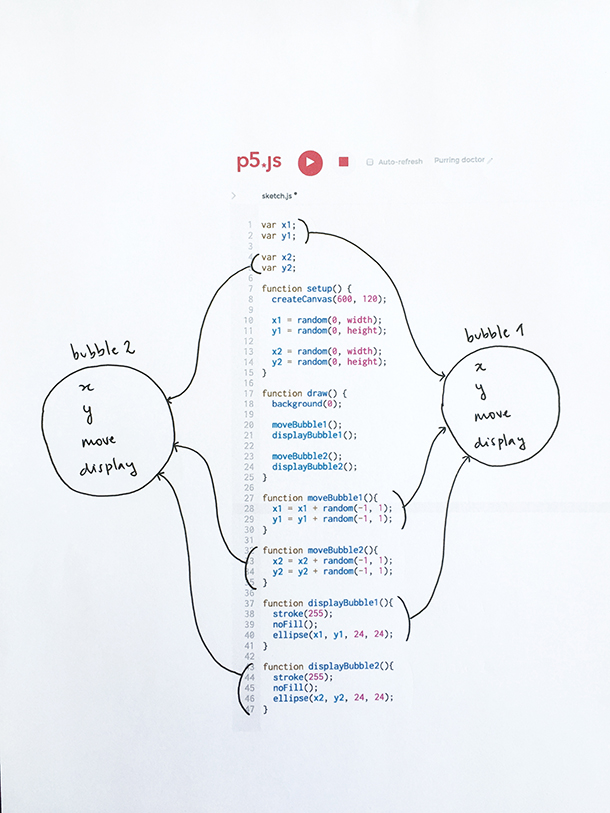 p5.js
Auto-refresh
Purring doctor
sketch.js
1 var x1;
2 var y1;
3
4 var x2;
5 var y2;
6
7 function setup() {
8 createCanvas(600, 120);
9
10 x1 = random(0, width);
11 y1 = random(0, height);
12
13 x2 = random(0, width);
14 y2 = random(0, height);
15 }
16
17 function draw() {
18 background(0);
19
20 moveBubble1();
21 displayBubble1();
22
23 moveBubble2();
24 displayBubble2();
25 }
26
27 function moveBubble1(){
28 x1 = x1 + random(-1, 1);
29 y1 = y1 + random(-1, 1);
30 }
31
32 function moveBubble2(){
33 x2 = x2 + random(-1, 1);
34 y2 = y2 + random(-1, 1);
35 }
36
37 function displayBubble1(){
38 stroke(255);
39 noFill();
40 ellipse(x1, y1, 24, 24);
41 }
42
43 function displayBubble2(){
44 stroke(255);
45 noFill();
46 ellipse(x2, y2, 24, 24);
47 }
bubble 2
x
y
move
display
bubble 1
x
y
move
display